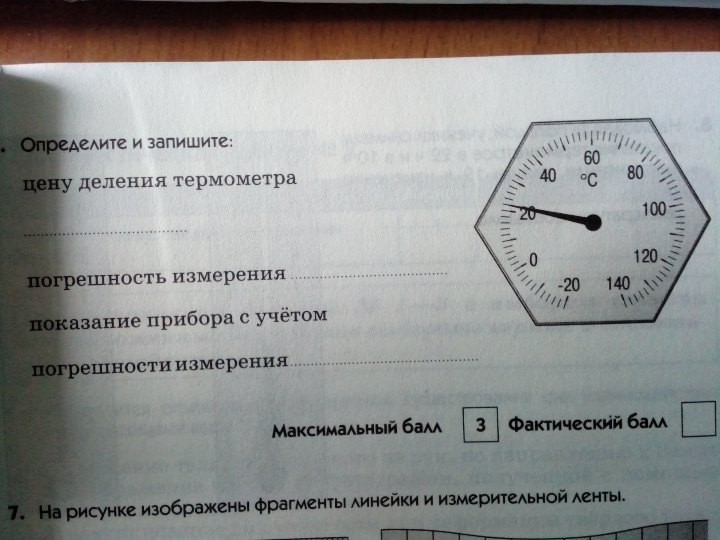 . Определите и запишите:
цену деления термометра
погрешность измерения
показание прибора с учётом
погрешности измерения
60
40 °C 80
20 100
0 120
-20 140
Максимальный балл 3 Фактический балл
7. На рисунке изображены фрагменты линейки и измерительной ленты.